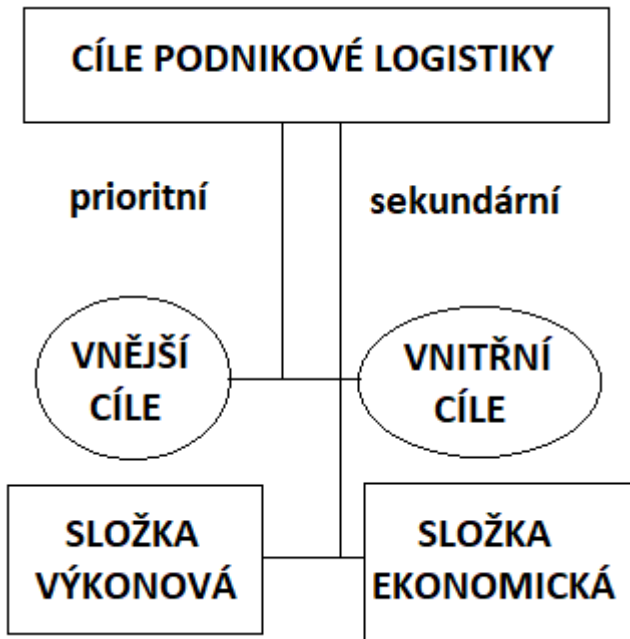 CÍLE PODNIKOVÉ LOGISTIKY
prioritní
sekundární
VNĚJŠÍ
CÍLE
VNITŘNÍ
CÍLE
SLOŽKA
VÝKONOVÁ
SLOŽKA
EKONOMICKÁ